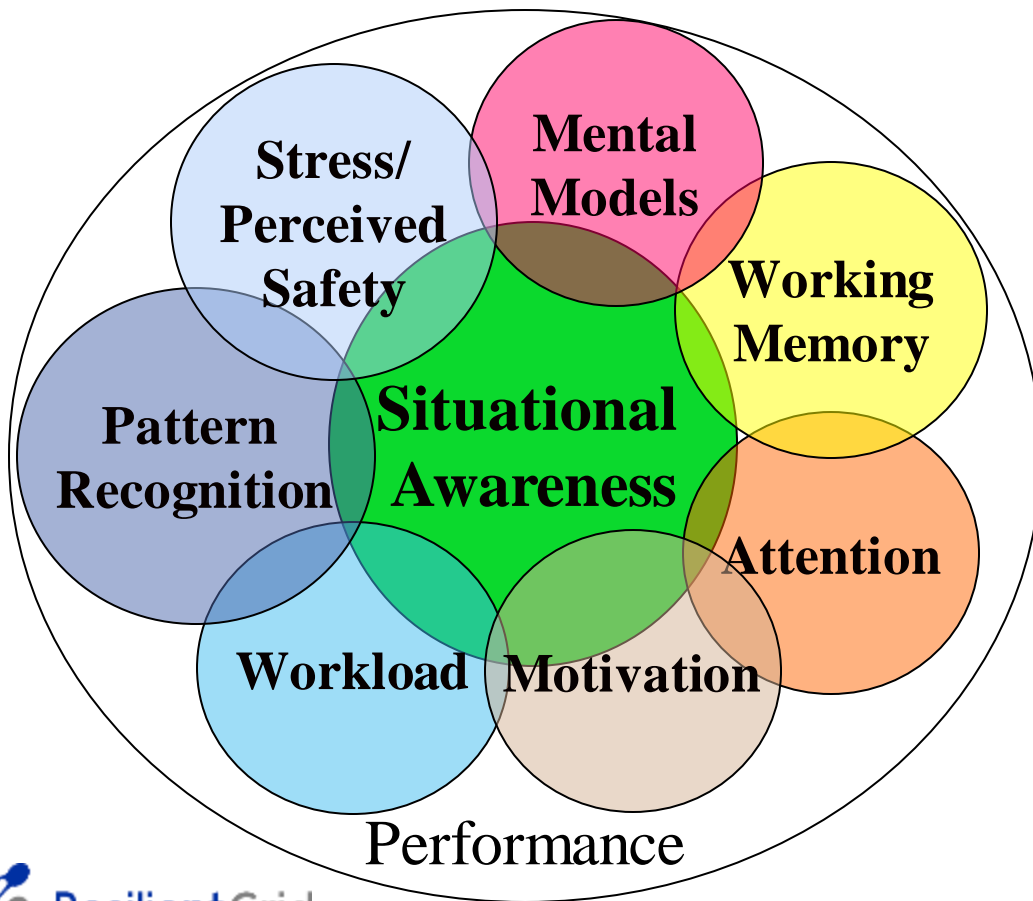 Mental
Models
Stress/
Perceived
Safety
Working
Memory
Situational
Awareness
Pattern
Recognition
Attention
Workload
Motivation
Performance